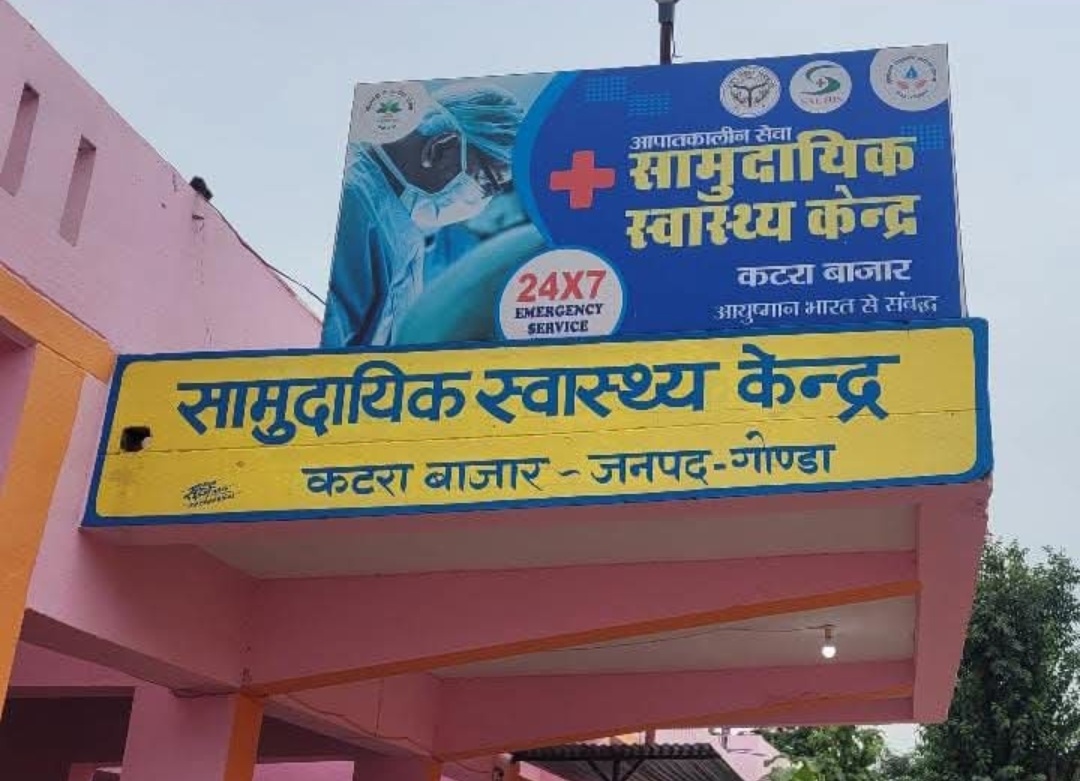 आपातकालीन सेवा
सामुदायिक
स्वास्थ्य केन्द्र
कटरा बाजार
आयुष्मान भारत से संबद्ध
24X7
EMERGENCY
SERVICE
सामुदायिक स्वास्थ्य केन्द्र
कटरा बाजार - जनपद-गोण्डा